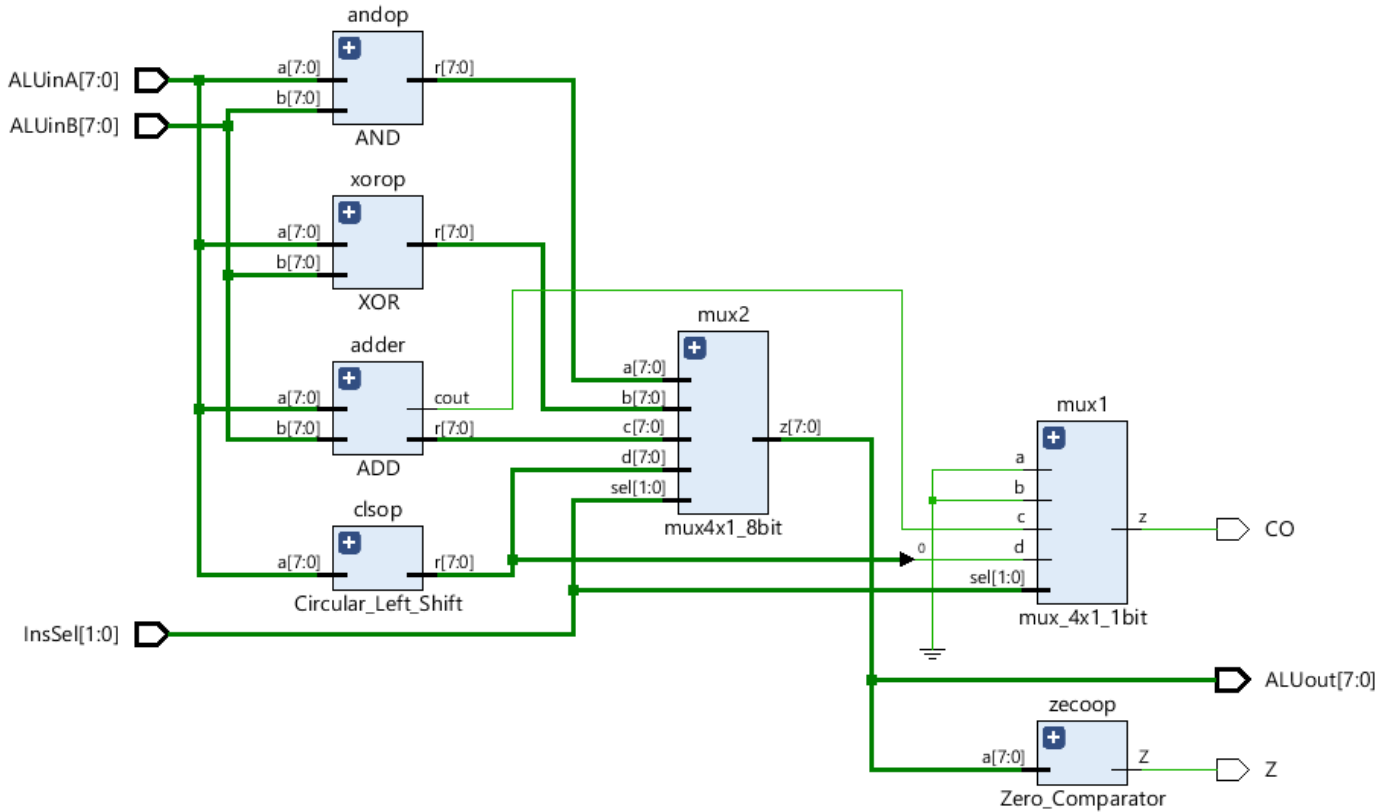 andop
ALUinA[7:0]
a[7:0]
r[7:0]
b[7:0]
ALUinB[7:0]
AND
xorop
a[7:0]
r[7:0]
b[7:0]
XOR
mux2
adder
a[7:0]
a[7:0]
cout
b[7:0]
b[7:0]
r[7:0]
c[7:0]
z[7:0]
mux1
ADD
d[7:0]
a
sel[1:0]
b
clsop
mux4x1_8bit
c
z
CO
0
d
a[7:0]
r[7:0]
sel[1:0]
Circular_Left_Shift
mux_4x1_1bit
InsSel[1:0]
ALUout[7:0]
zecoop
a[7:0]
Z
Z
Zero_Comparator